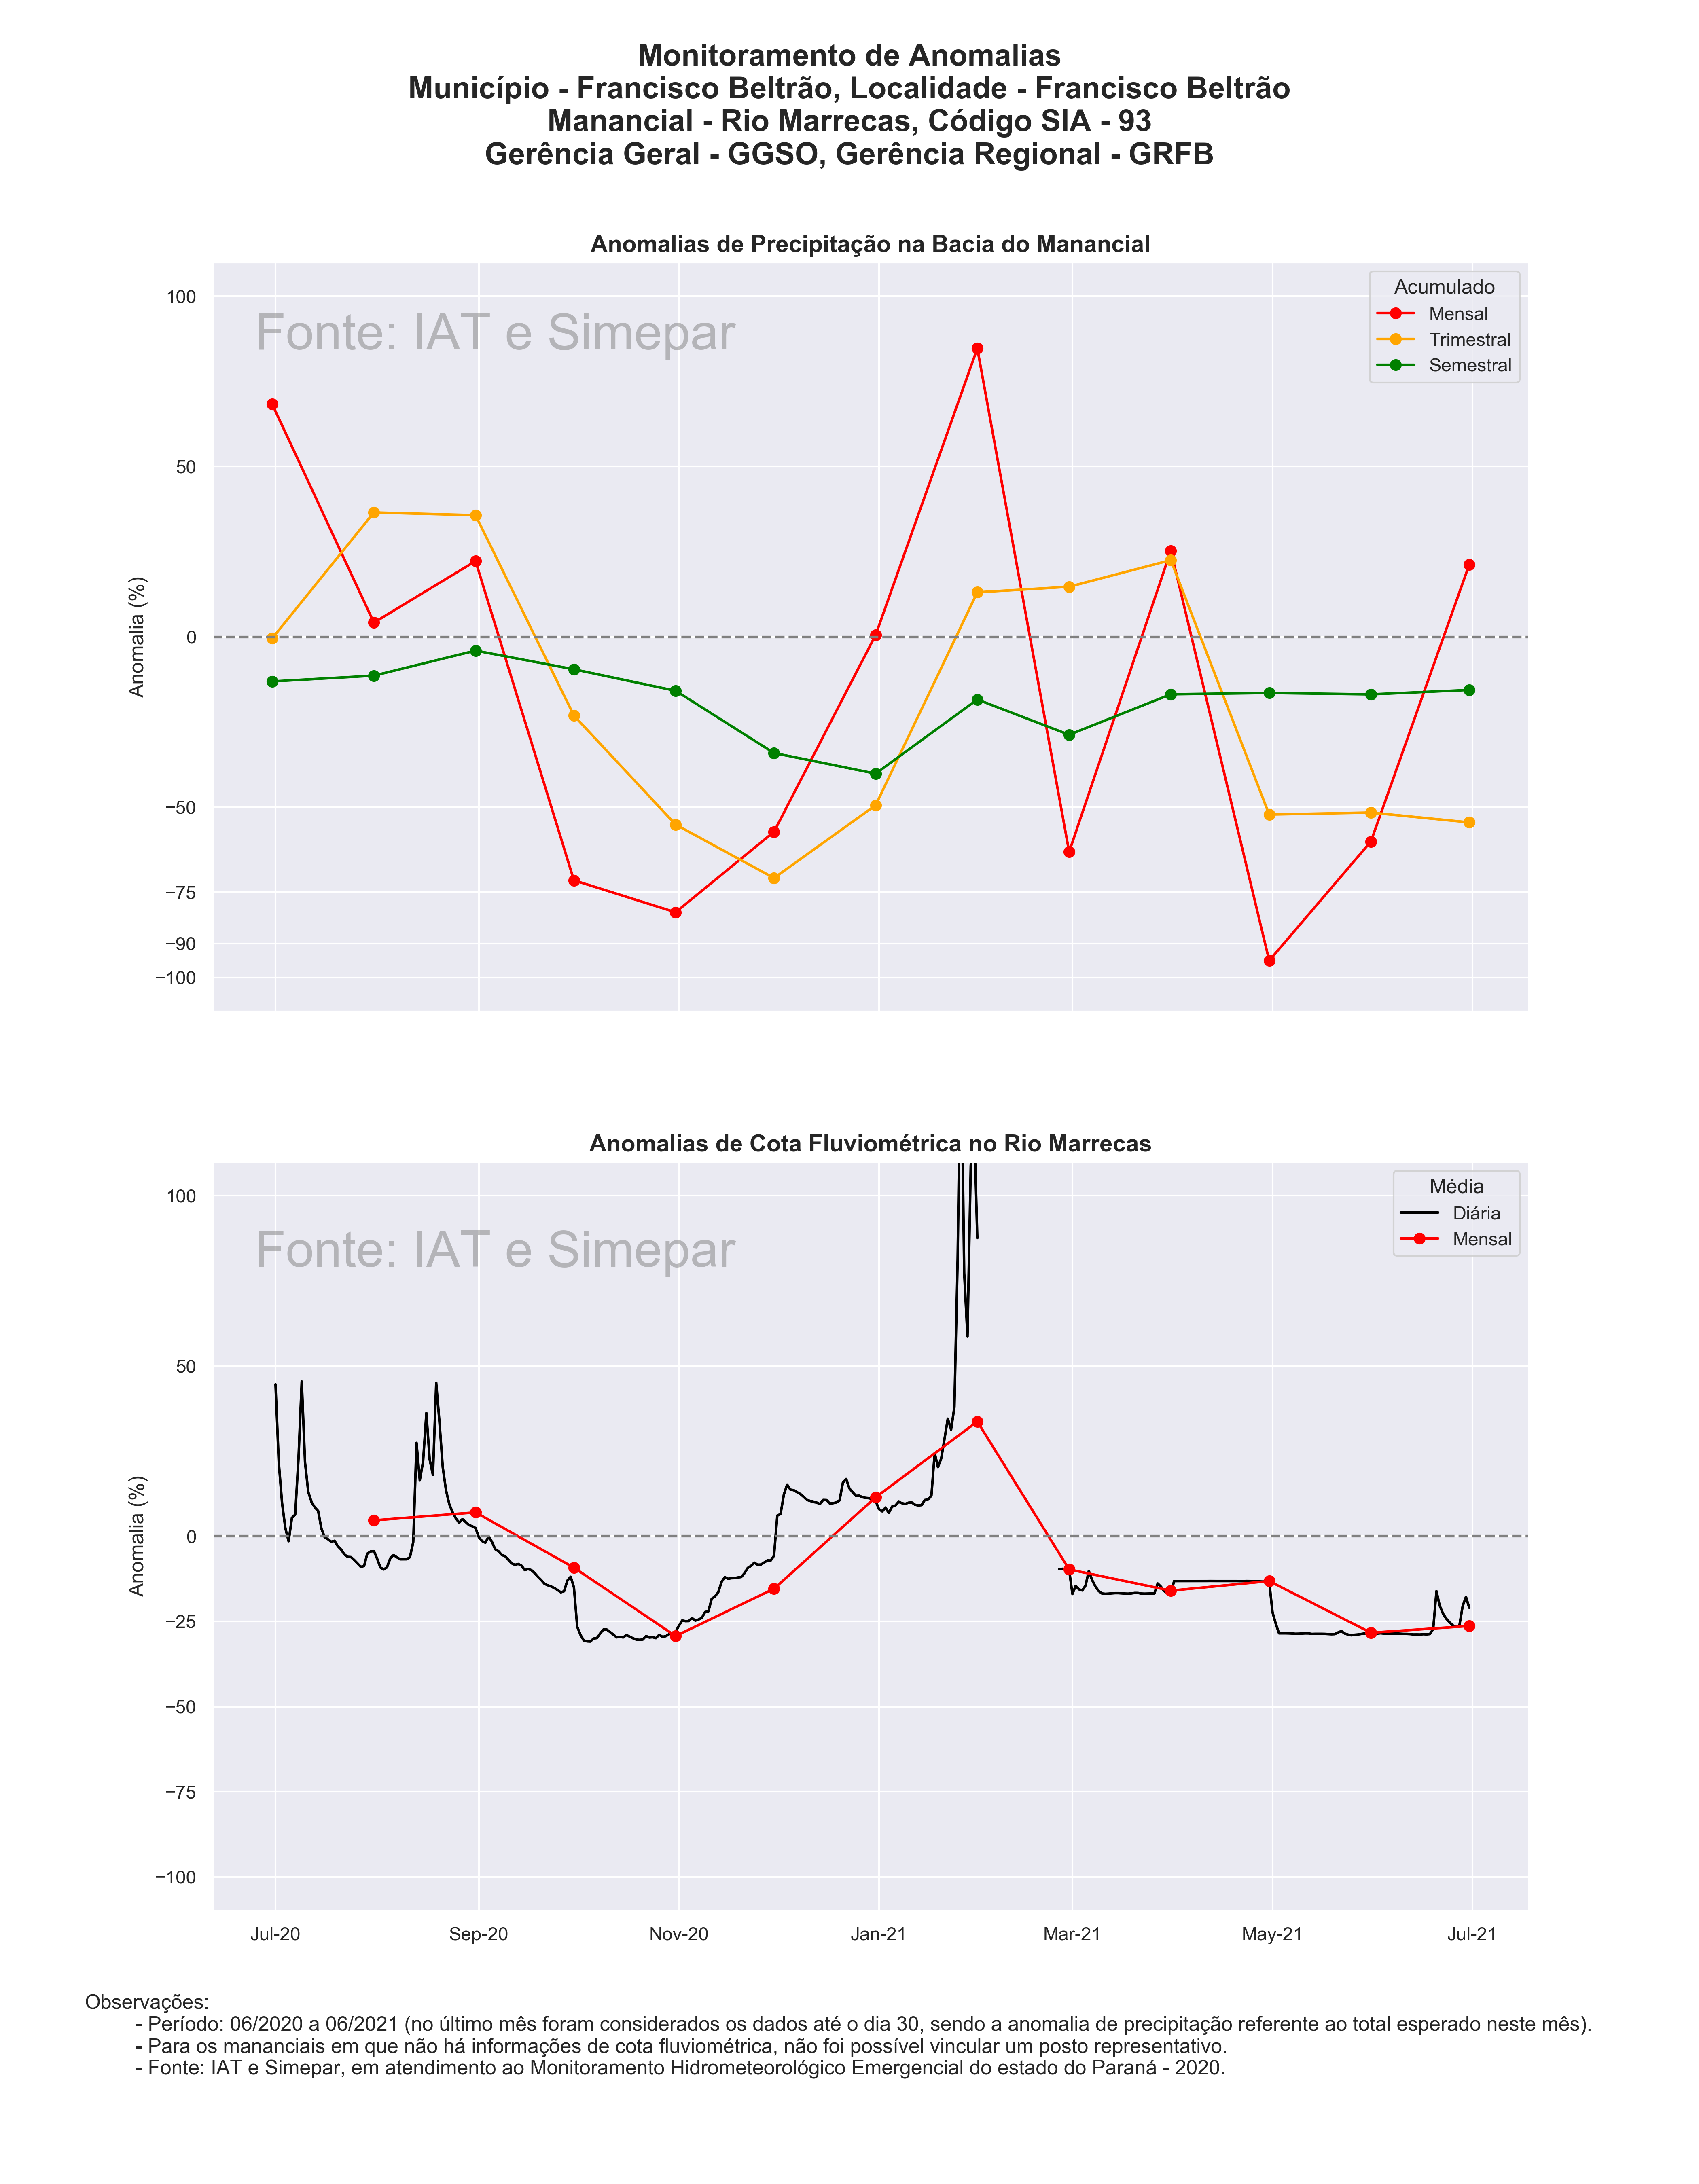 Monitoramento de Anomalias
Município - Francisco Beltrão, Localidade - Francisco Beltrão
Manancial - Rio Marrecas, Código SIA - 93
Gerência Geral - GGSO, Gerência Regional - GRFB
Anomalias de Precipitação na Bacia do Manancial
Fonte: IAT e Simepar
Acumulado
Mensal
Trimestral
Semestral
Anomalia (%)
100
50
0
−50
−75
−90
−100
Anomalias de Cota Fluviométrica no Rio Marrecas
Fonte: IAT e Simepar
Média
Diária
Mensal
Anomalia (%)
100
50
0
−25
−50
−75
−100
Jul-20 Sep-20 Nov-20 Jan-21 Mar-21 May-21 Jul-21
Observações:
- Período: 06/2020 a 06/2021 (no último mês foram considerados os dados até o dia 30, sendo a anomalia de precipitação referente ao total esperado neste mês).
- Para os mananciais em que não há informações de cota fluviométrica, não foi possível vincular um posto representativo.
- Fonte: IAT e Simepar, em atendimento ao Monitoramento Hidrometeorológico Emergencial do estado do Paraná - 2020.